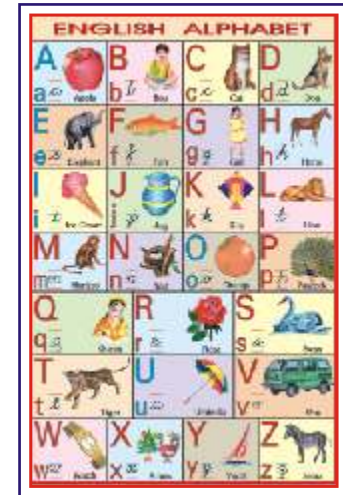 ENGLISH ALPHABET
A B C D
a b c d
Apple Boy Cat Dog
E F G H
e f g h
Elephant Fish Girl Horse
I J K L
i j k l
Ice Cream Jug Kite Lion
M N O P
m n o p
Monkey Nest Orange Peacock
Q R S
q r s
Queen Rose Swan
T U V
t u v
Tiger Umbrella Van
W X Y Z
w x y z
Watch Yacht Zebra